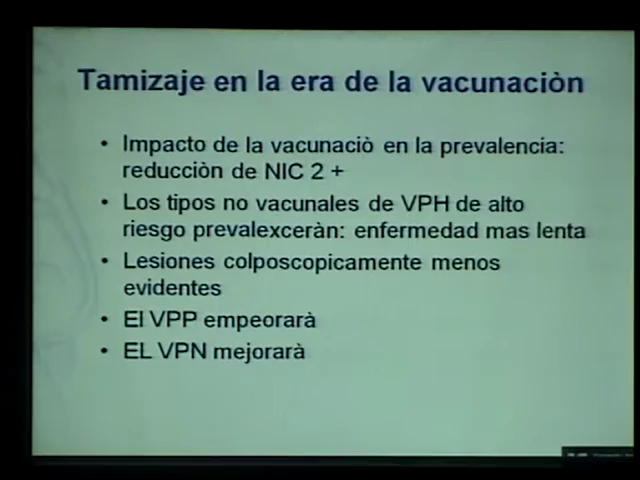 Tamizaje en la era de la vacunaciòn
• Impacto de la vacunaciò en la prevalencia:
reducciòn de NIC 2 +
• Los tipos no vacunales de VPH de alto
riesgo prevalexceràn: enfermedad mas lenta
• Lesiones colposcopicamente menos
evidentes
• El VPP empeorarà
• EL VPN mejorarà